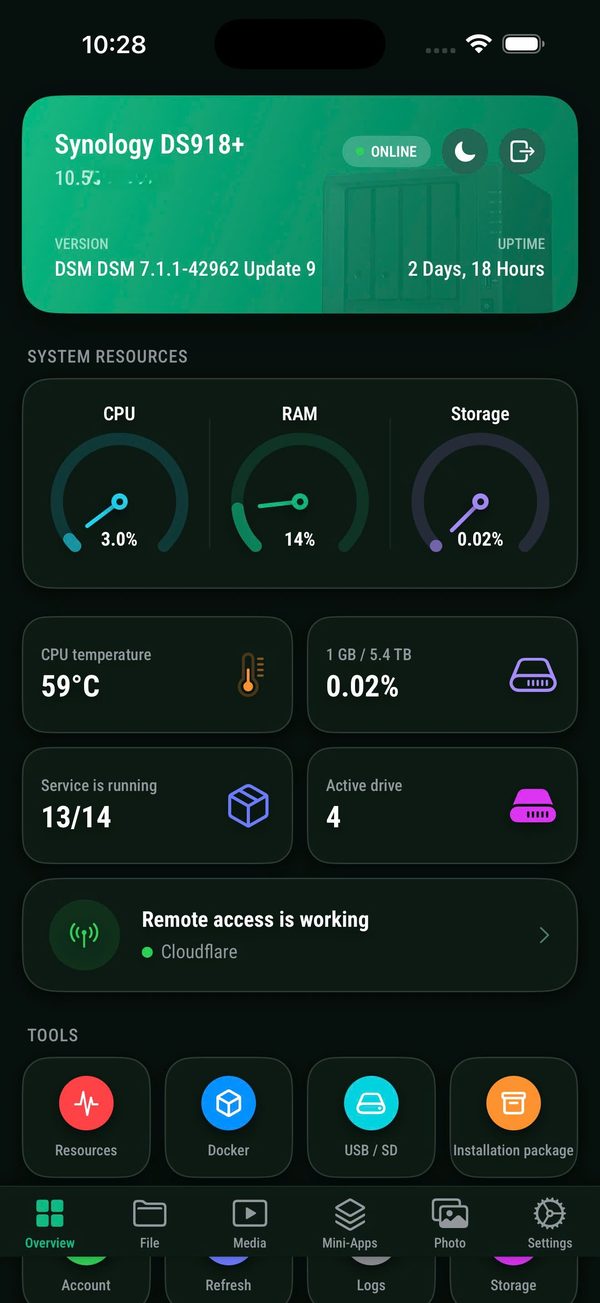 10:28
Synology DS918+
ONLINE
VERSION
UPTIME
DSM DSM 7.1.1-42962 Update 9
2 Days, 18 Hours
SYSTEM RESOURCES
CPU
RAM
Storage
3.0%
14%
0.02%
CPU temperature
59°C
1 GB / 5.4 TB
0.02%
Service is running
13/14
Active drive
4
Remote access is working
Cloudflare
TOOLS
Resources
Docker
USB / SD
Installation package
Overview
File
Media
Mini-Apps
Photo
Settings
Account
Refresh
Logs
Storage